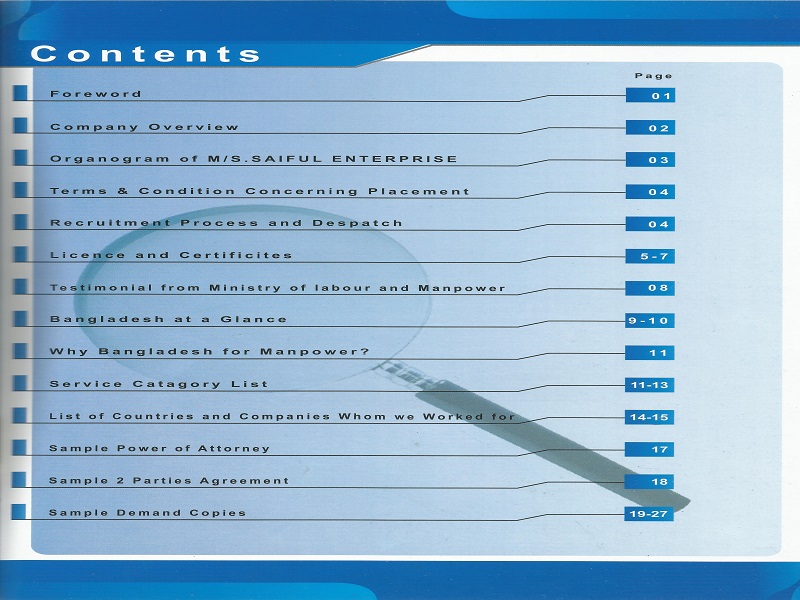 Contents
Page
Foreword 01
Company Overview 02
Organogram of M/S.SAIFUL ENTERPRISE 03
Terms & Condition Concerning Placement 04
Recruitment Process and Despatch 04
Licence and Certificites 5-7
Testimonial from Ministry of labour and Manpower 08
Bangladesh at a Glance 9-10
Why Bangladesh for Manpower? 11
Service Catagory List 11-13
List of Countries and Companies Whom we Worked for 14-15
Sample Power of Attorney 17
Sample 2 Parties Agreement 18
Sample Demand Copies 19-27